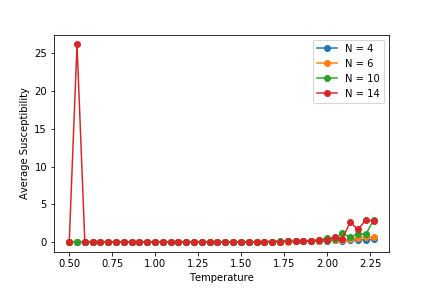 25
20
15
10
5
0
Average Susceptibility
N = 4
N = 6
N = 10
N = 14
0.50 0.75 1.00 1.25 1.50 1.75 2.00 2.25
Temperature